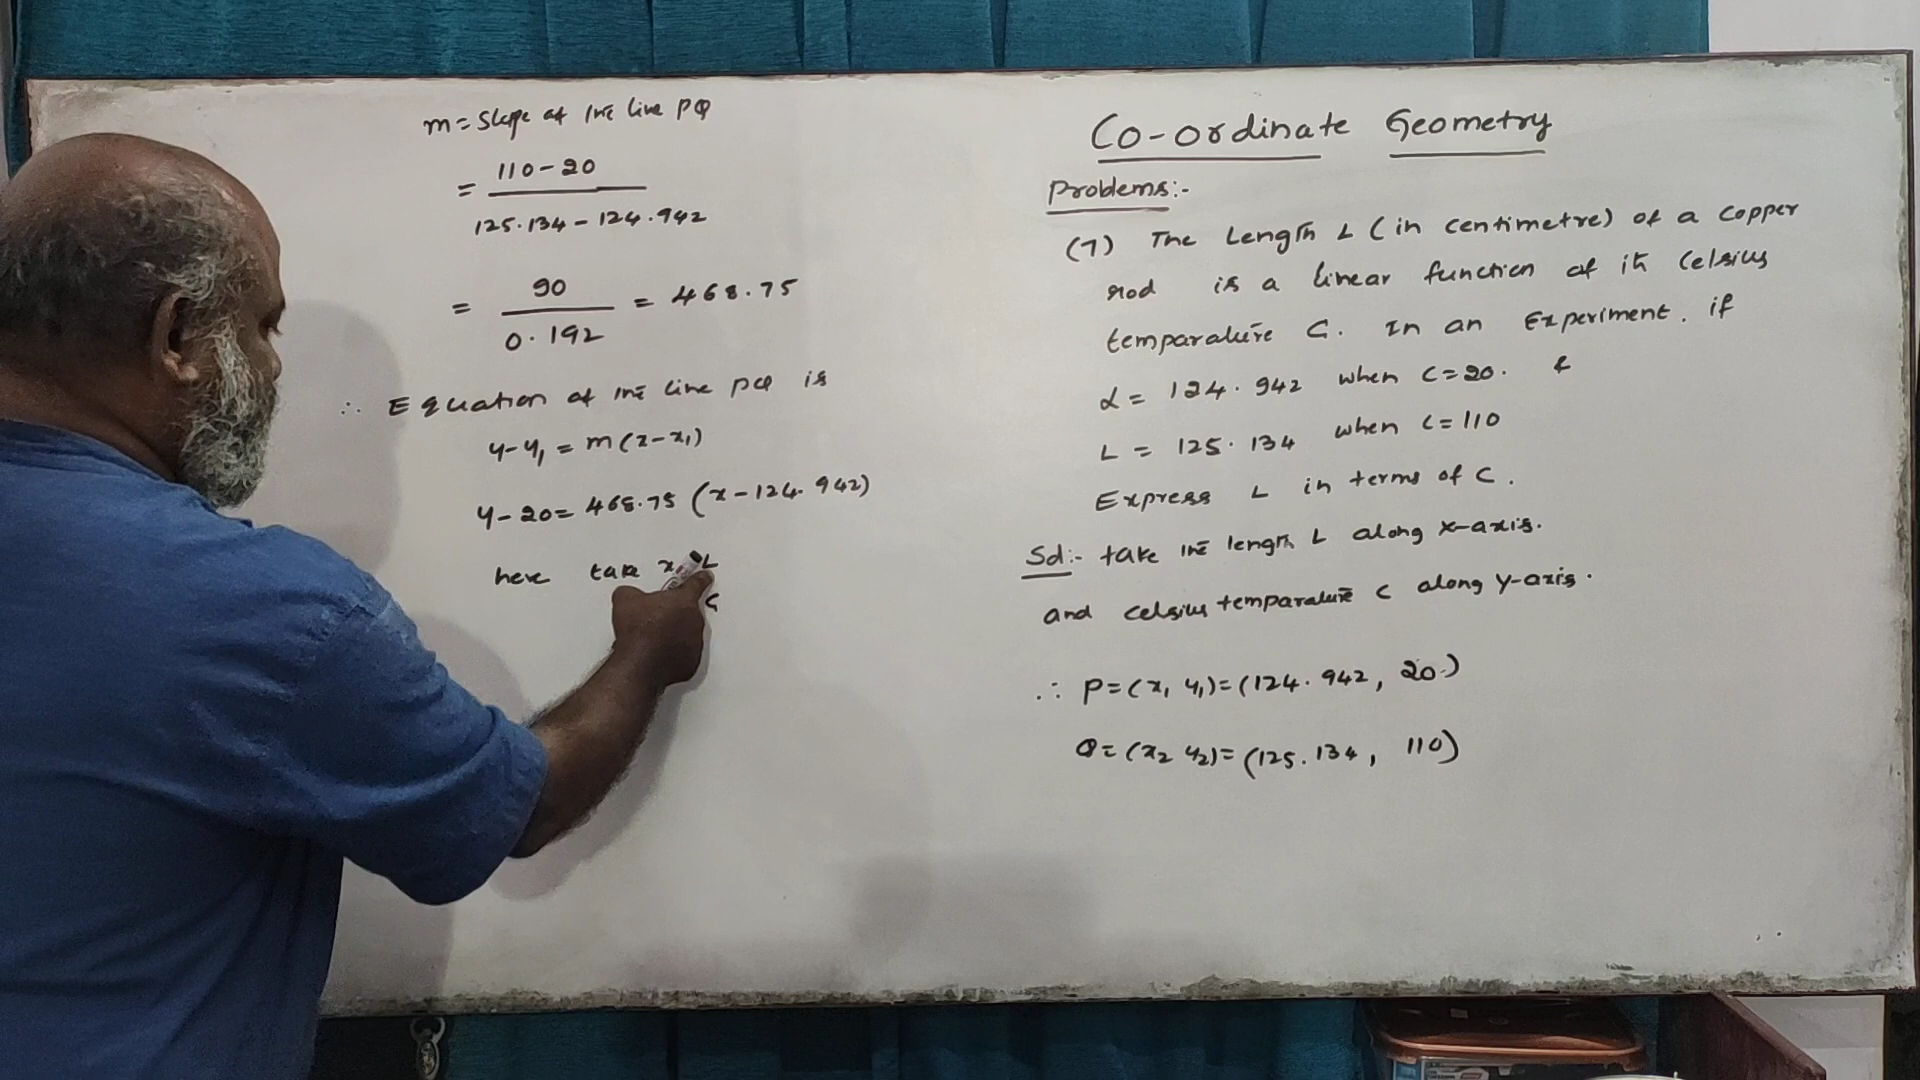 m = Slope of the line PQ
= 110-20
125.134 - 124.942
= 90
0.192
= 468.75
∴ Equation of the line PQ is
y-y₁ = m(x-x₁)
y-20 = 468.75 (x-124.942)
here take x L
C
Co-ordinate Geometry
Problems:-
(7) The Length L (in centimetre) of a copper
rod is a linear function of its Celsius
temparature C. In an Experiment, if
L = 124.942 when C=20. &
L = 125.134 when C=110
Express L in terms of C.
Sol:- take the length L along x-axis.
and Celsius temparature C along y-axis.
∴ P=(x₁ y₁)=(124.942, 20)
Q=(x₂ y₂)=(125.134, 110)